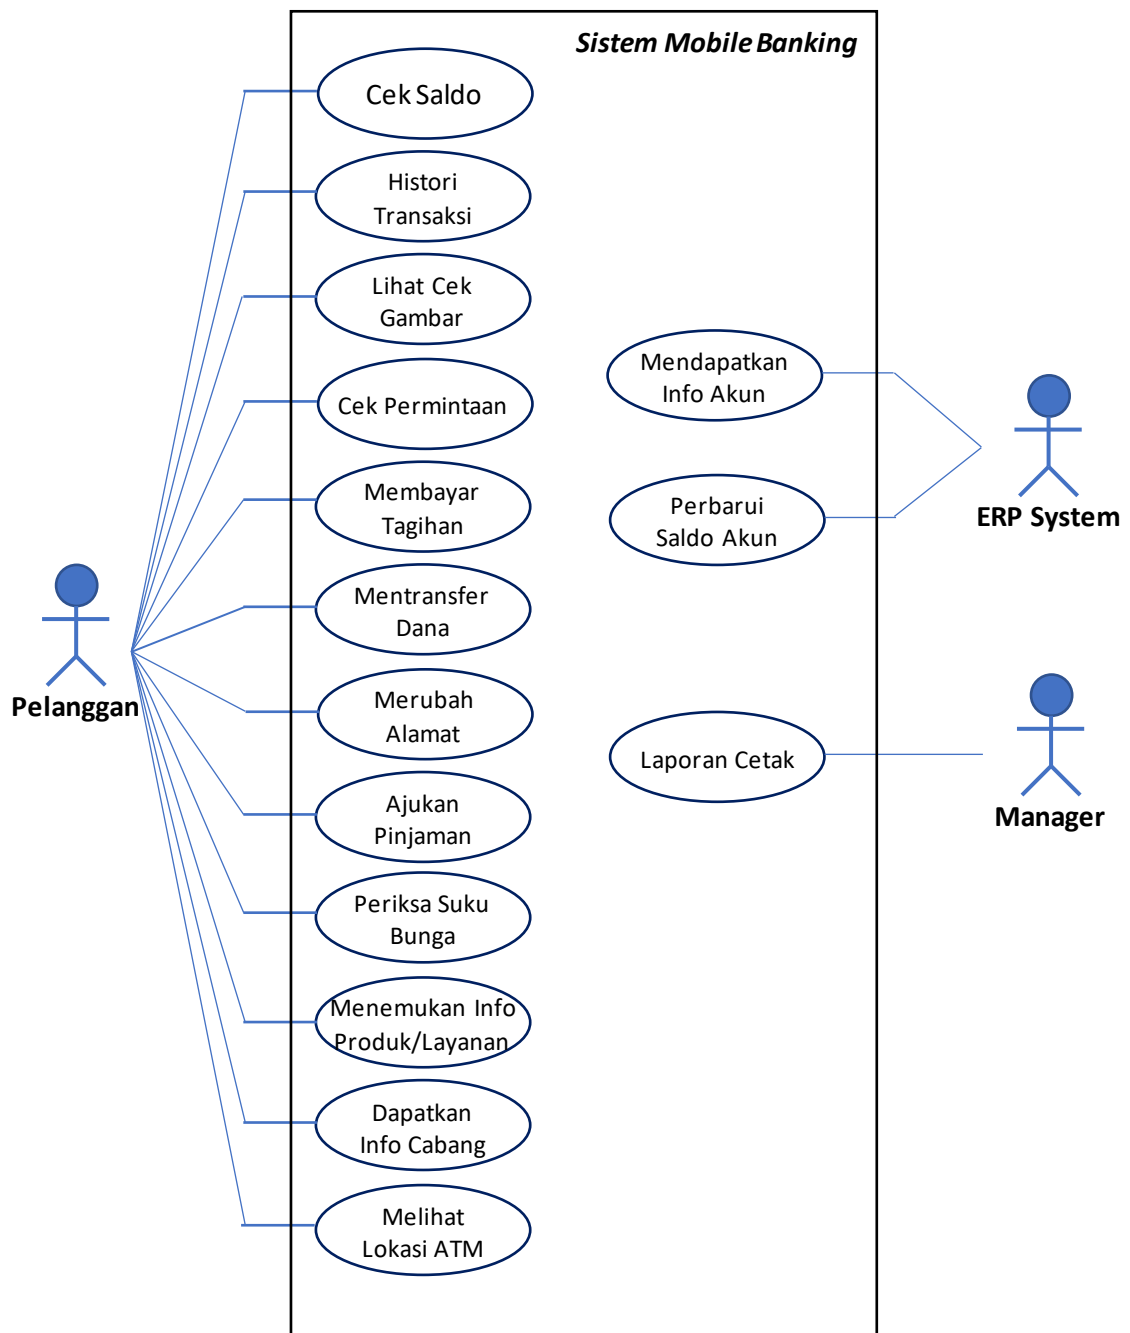 Sistem Mobile Banking
Cek Saldo
Histori
Transaksi
Lihat Cek
Gambar
Cek Permintaan
Membayar
Tagihan
Mentransfer
Dana
Merubah
Alamat
Ajukan
Pinjaman
Periksa Suku
Bunga
Menemukan Info
Produk/Layanan
Dapatkan
Info Cabang
Melihat
Lokasi ATM
Pelanggan
Mendapatkan
Info Akun
Perbarui
Saldo Akun
Laporan Cetak
ERP System
Manager